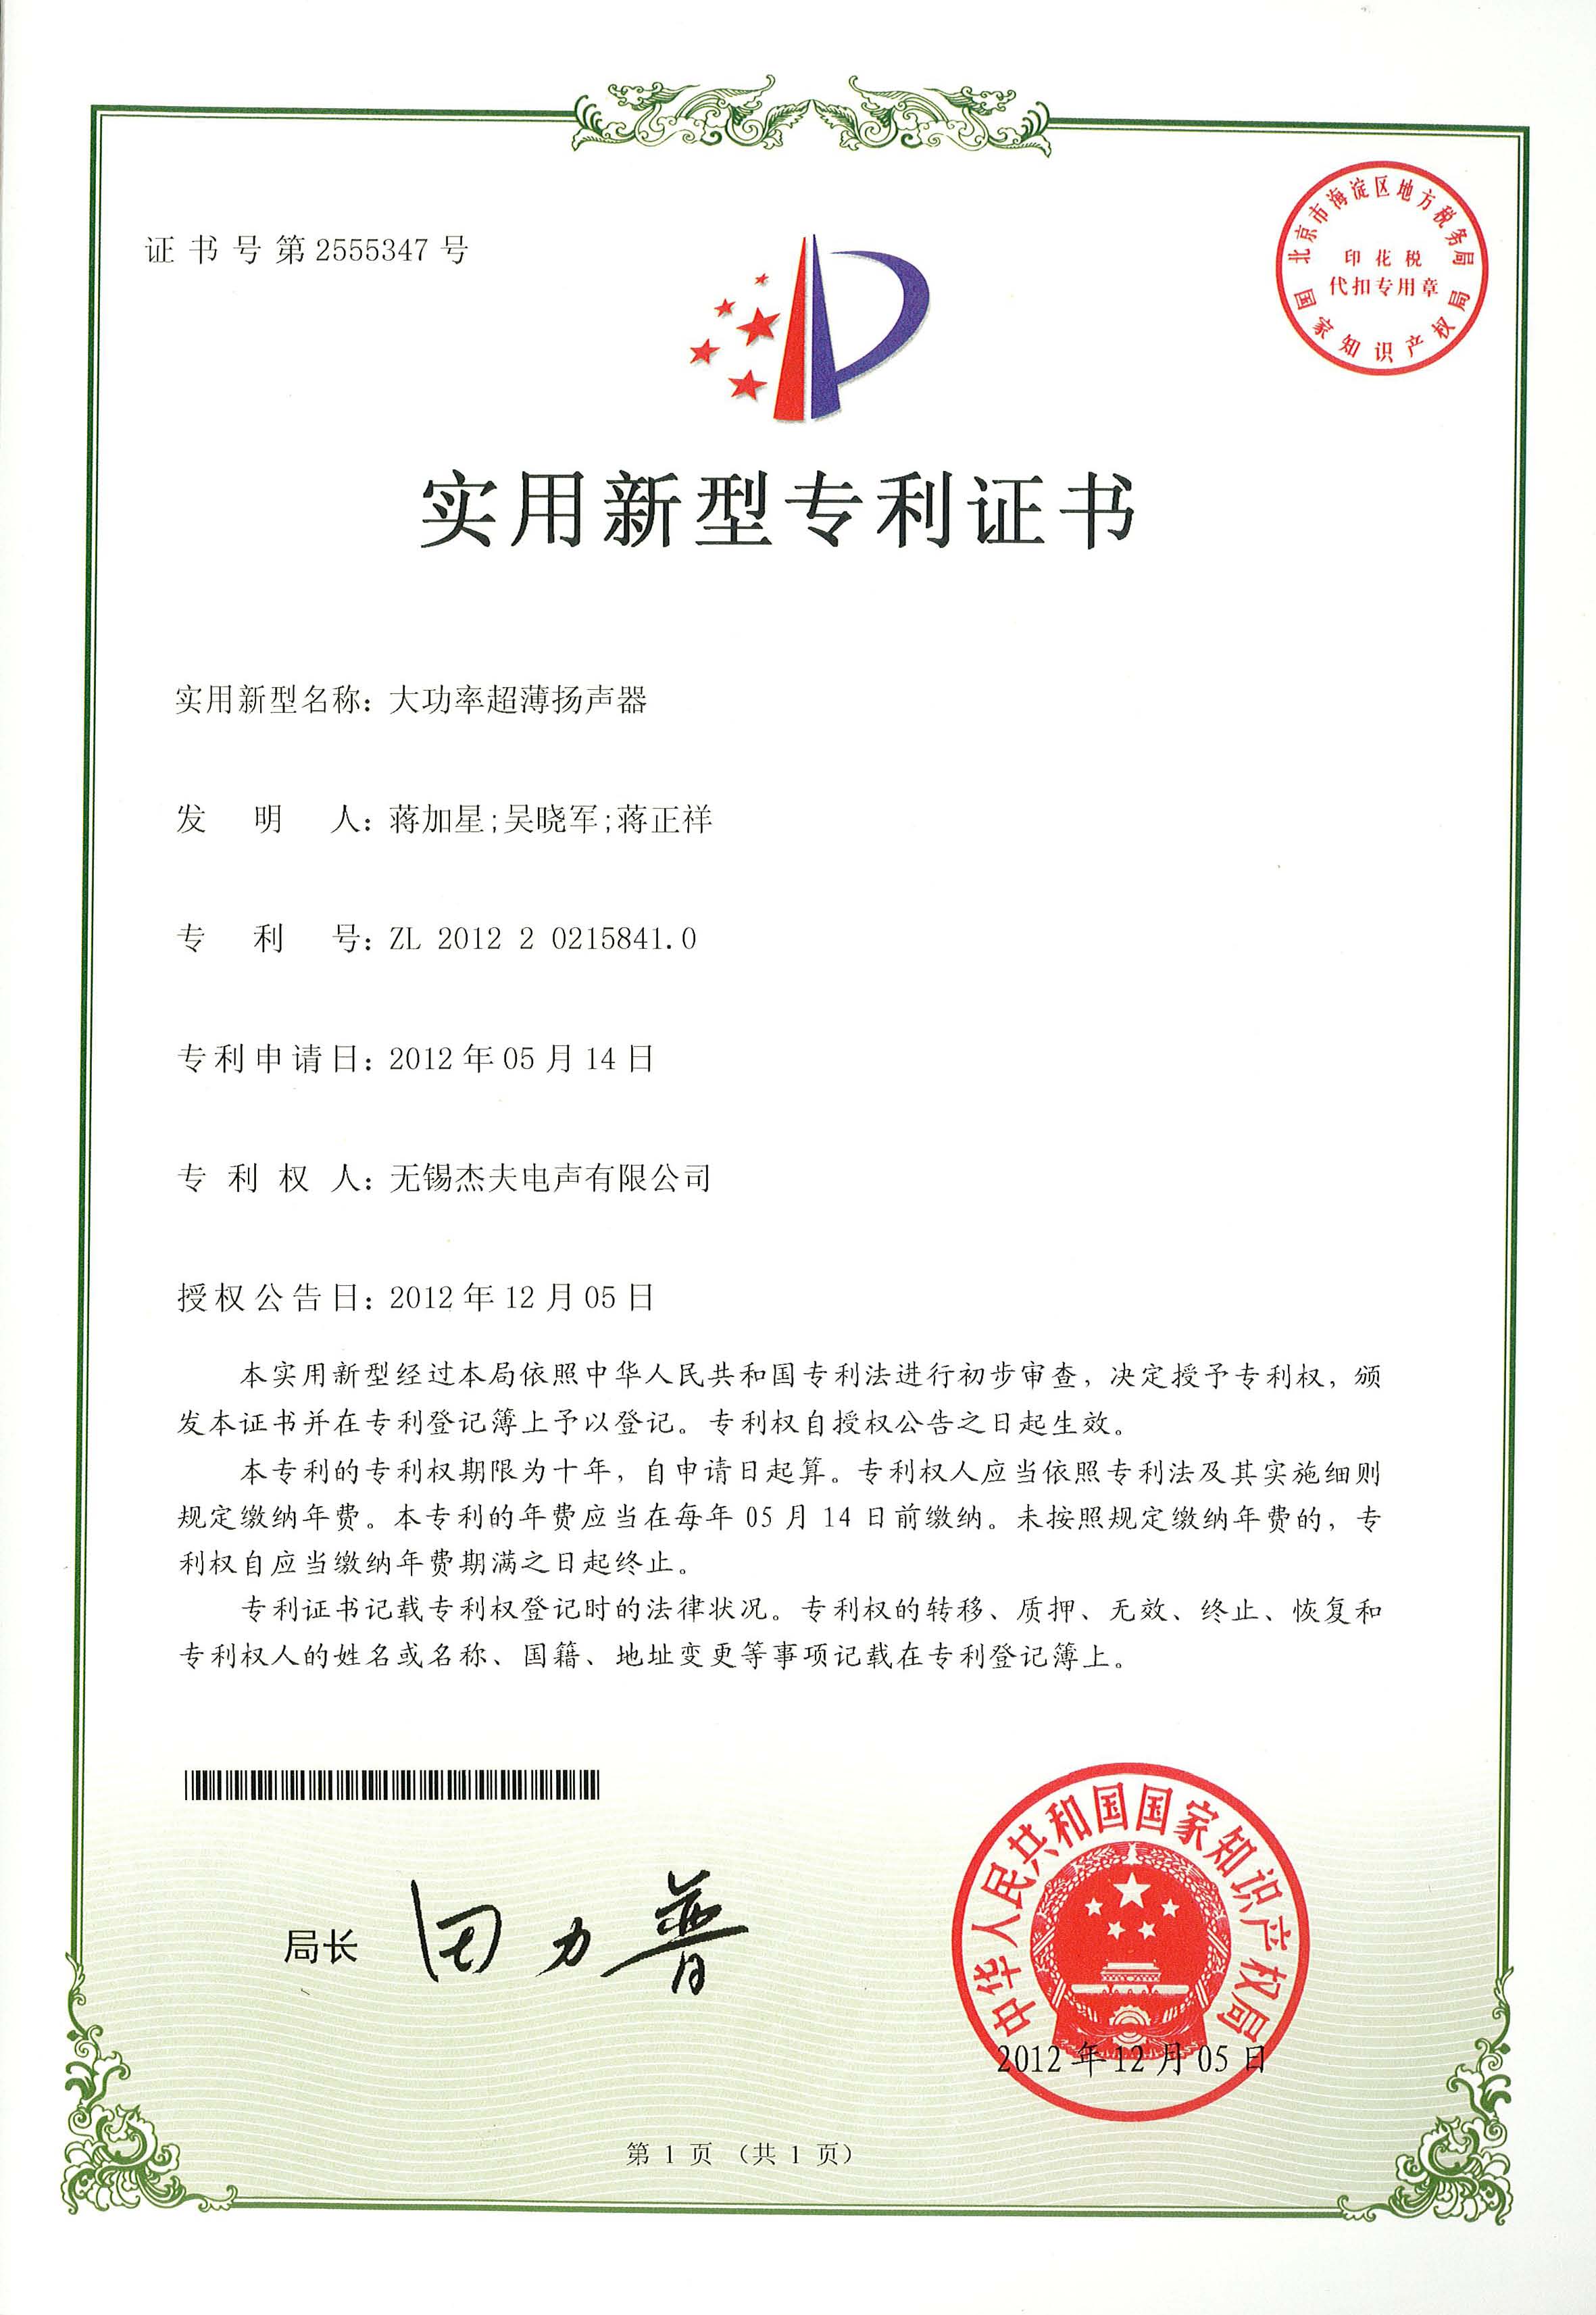 证书号第2555347号
北京市海淀区地方税务局
印花税
代扣专用章
国家知识产权局
实用新型专利证书
实用新型名称：大功率超薄扬声器
发明人：蒋加星;吴晓军;蒋正祥
专利号：ZL 2012 2 0215841.0
专利申请日：2012年05月14日
专利权人：无锡杰夫电声有限公司
授权公告日：2012年12月05日
本实用新型经过本局依照中华人民共和国专利法进行初步审查，决定授予专利权，颁
发本证书并在专利登记簿上予以登记。专利权自授权公告之日起生效。
本专利的专利权期限为十年，自申请日起算。专利权人应当依照专利法及其实施细则
规定缴纳年费。本专利的年费应当在每年 05 月 14 日前缴纳。未按照规定缴纳年费的，专
利权自应当缴纳年费期满之日起终止。
专利证书记载专利权登记时的法律状况。专利权的转移、质押、无效、终止、恢复和
专利权人的姓名或名称、国籍、地址变更等事项记载在专利登记簿上。
局长 田力普
中华人民共和国国家知识产权局
2012年12月05日
第 1 页 （共 1 页）